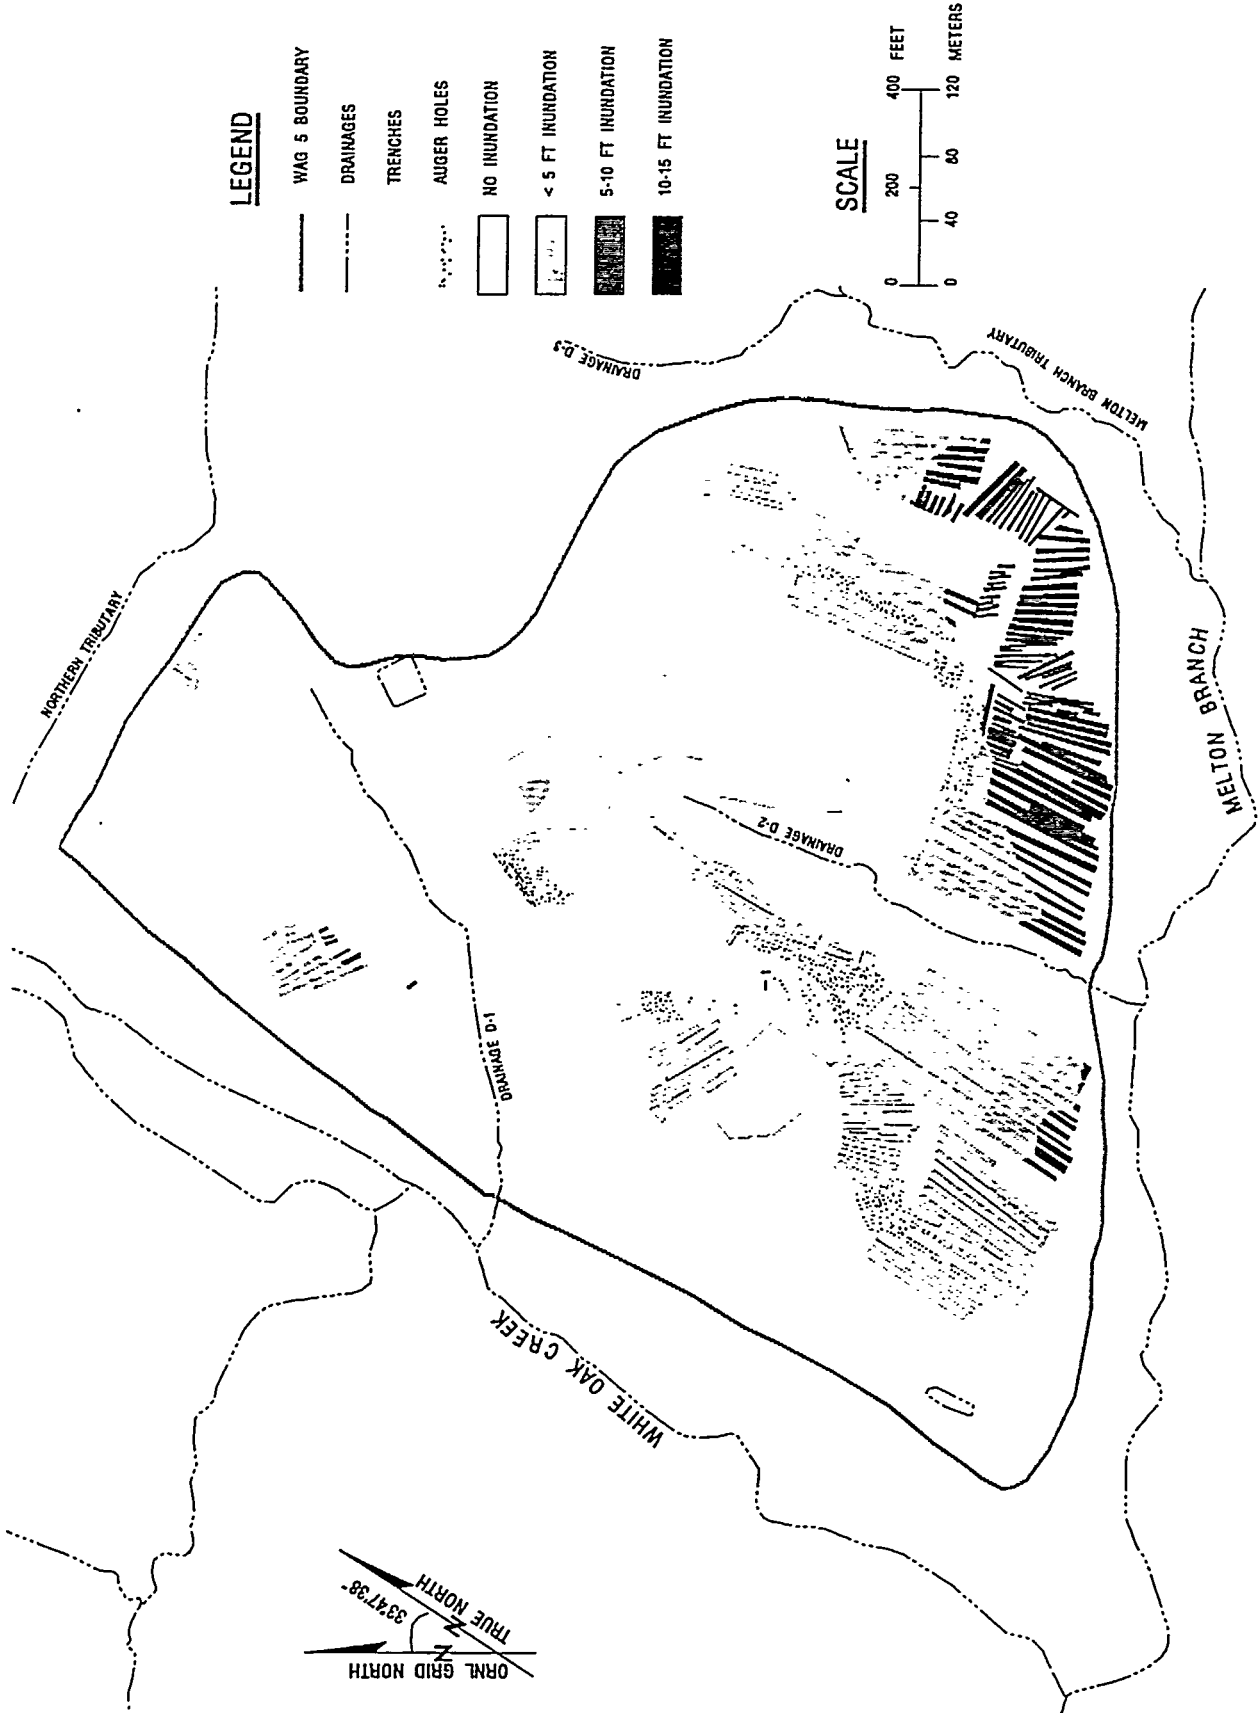 LEGEND
WAG 5 BOUNDARY
DRAINAGES
TRENCHES
AUGER HOLES
NO INUNDATION
< 5 FT INUNDATION
5-10 FT INUNDATION
10-15 FT INUNDATION
SCALE
0 200 400 FEET
0 40 80 120 METERS
NORTHERN TRIBUTARY
DRAINAGE D-3
MELTON BRANCH TRIBUTARY
MELTON BRANCH
DRAINAGE D-2
DRAINAGE D-1
WHITE OAK CREEK
ORNL GRID NORTH
N
33°47'38"
N
TRUE NORTH